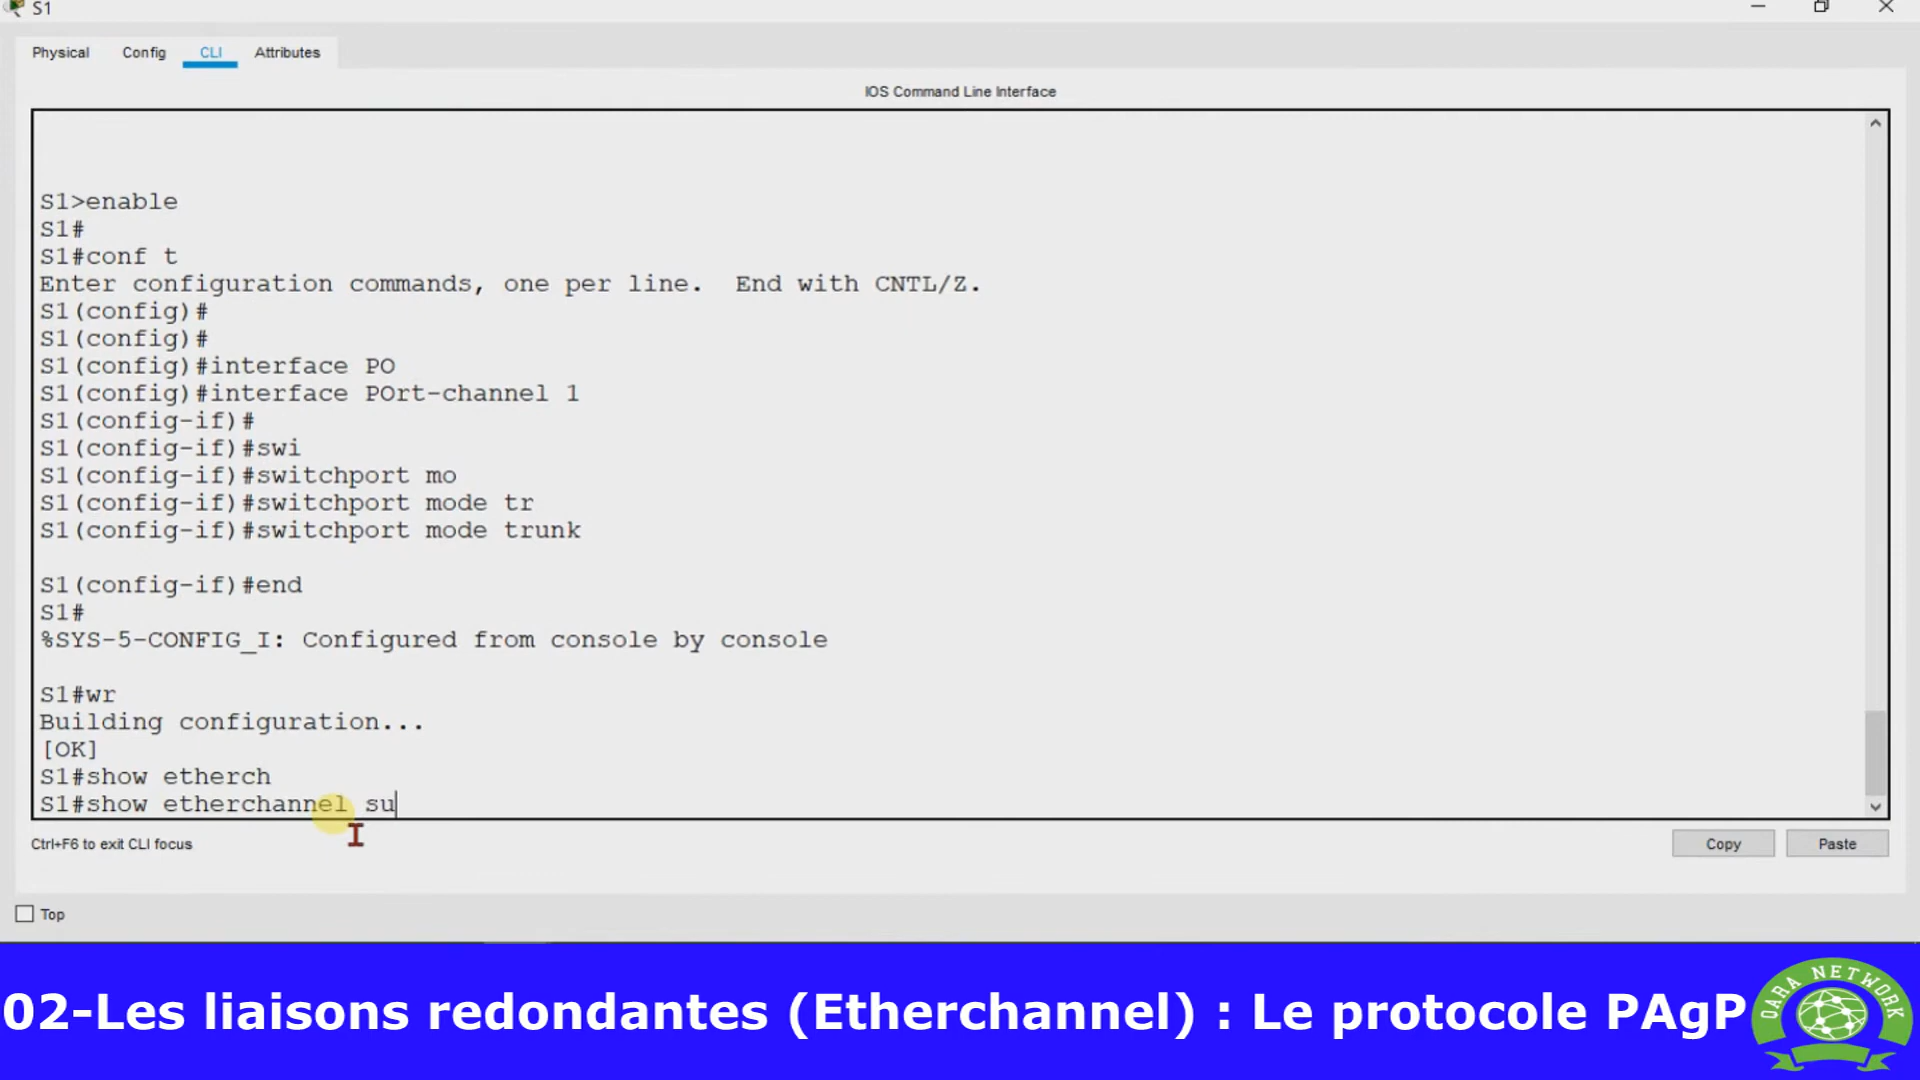 S1
Physical Config CLI Attributes
IOS Command Line Interface
S1>enable
S1#
S1#conf t
Enter configuration commands, one per line.  End with CNTL/Z.
S1(config)#
S1(config)#
S1(config)#interface PO
S1(config)#interface POrt-channel 1
S1(config-if)#
S1(config-if)#swi
S1(config-if)#switchport mo
S1(config-if)#switchport mode tr
S1(config-if)#switchport mode trunk
S1(config-if)#end
S1#
%SYS-5-CONFIG_I: Configured from console by console
S1#wr
Building configuration...
[OK]
S1#show etherch
S1#show etherchannel su
Ctrl+F6 to exit CLI focus
Copy Paste
Top
02-Les liaisons redondantes (Etherchannel) : Le protocole PAgP
OARA NETWORK